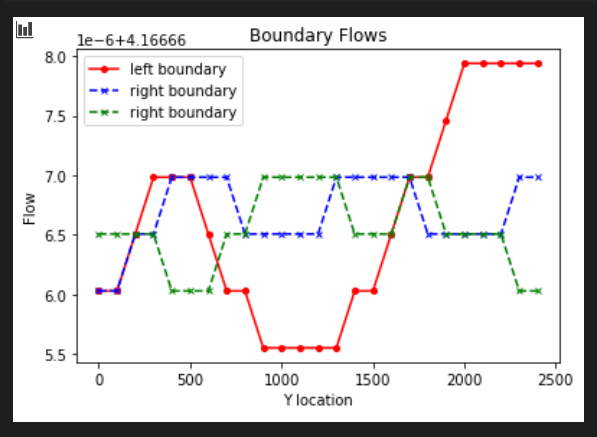 Boundary Flows
1e−6+4.16666
8.0
7.5
7.0
6.5
6.0
5.5
left boundary
right boundary
right boundary
Flow
0
500
1000
1500
2000
2500
Y location